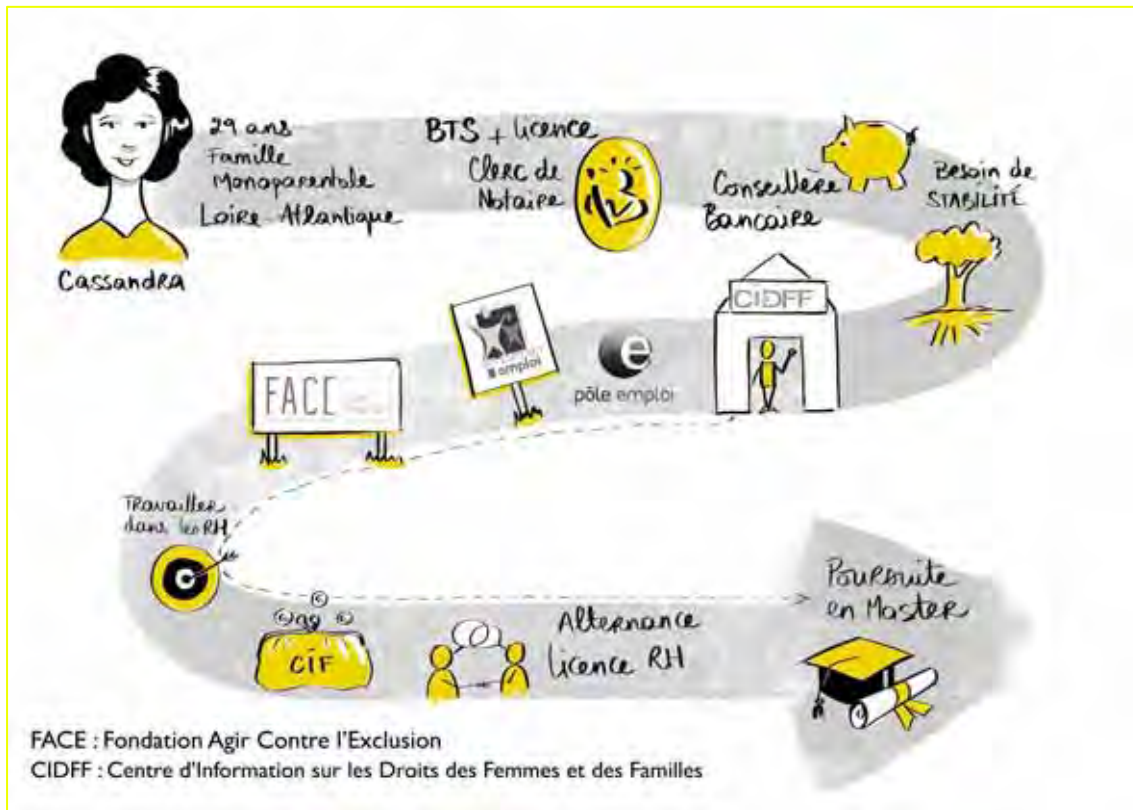 29 ans
Famille
Monoparentale
Loire-Atlantique
Cassandra
BTS + licence
Clerc de
Notaire
Conseillère
Bancaire
Besoin de
STABILITÉ
CIDFF
e
pôle emploi
emploi
FACE
Travailler
dans les RH
CIF
Alternance
licence RH
Poursuite
en Master
FACE : Fondation Agir Contre l'Exclusion
CIDFF : Centre d'Information sur les Droits des Femmes et des Familles